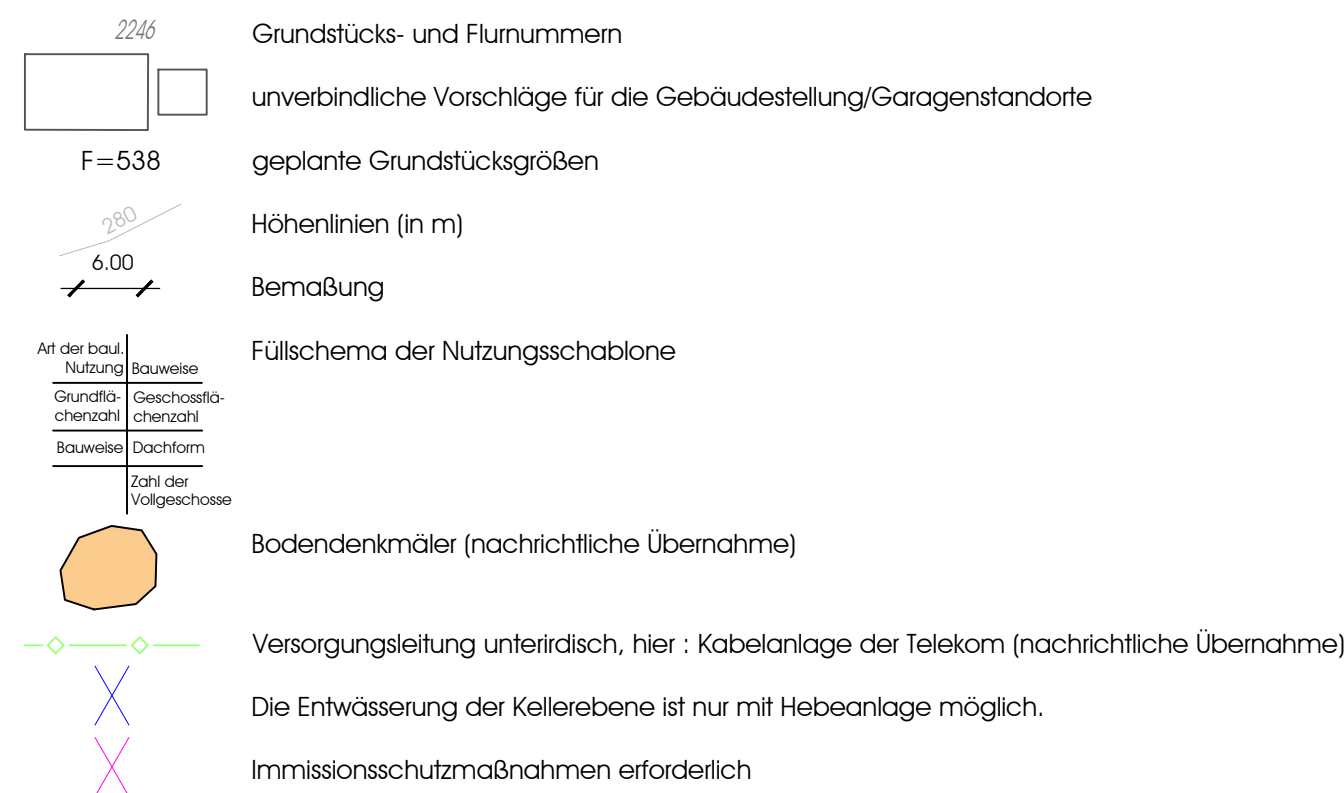 2246 Grundstücks- und Flurnummern
unverbindliche Vorschläge für die Gebäudestellung/Garagenstandorte
F=538 geplante Grundstücksgrößen
280 Höhenlinien (in m)
6.00
Bemaßung
Füllschema der Nutzungsschablone
Art der baul.
Nutzung Bauweise
Grundflä- Geschossflä-
chenzahl chenzahl
Bauweise Dachform
Zahl der
Vollgeschosse
Bodendenkmäler (nachrichtliche Übernahme)
Versorgungsleitung unterirdisch, hier : Kabelanlage der Telekom (nachrichtliche Übernahme)
Die Entwässerung der Kellerebene ist nur mit Hebeanlage möglich.
Immissionsschutzmaßnahmen erforderlich